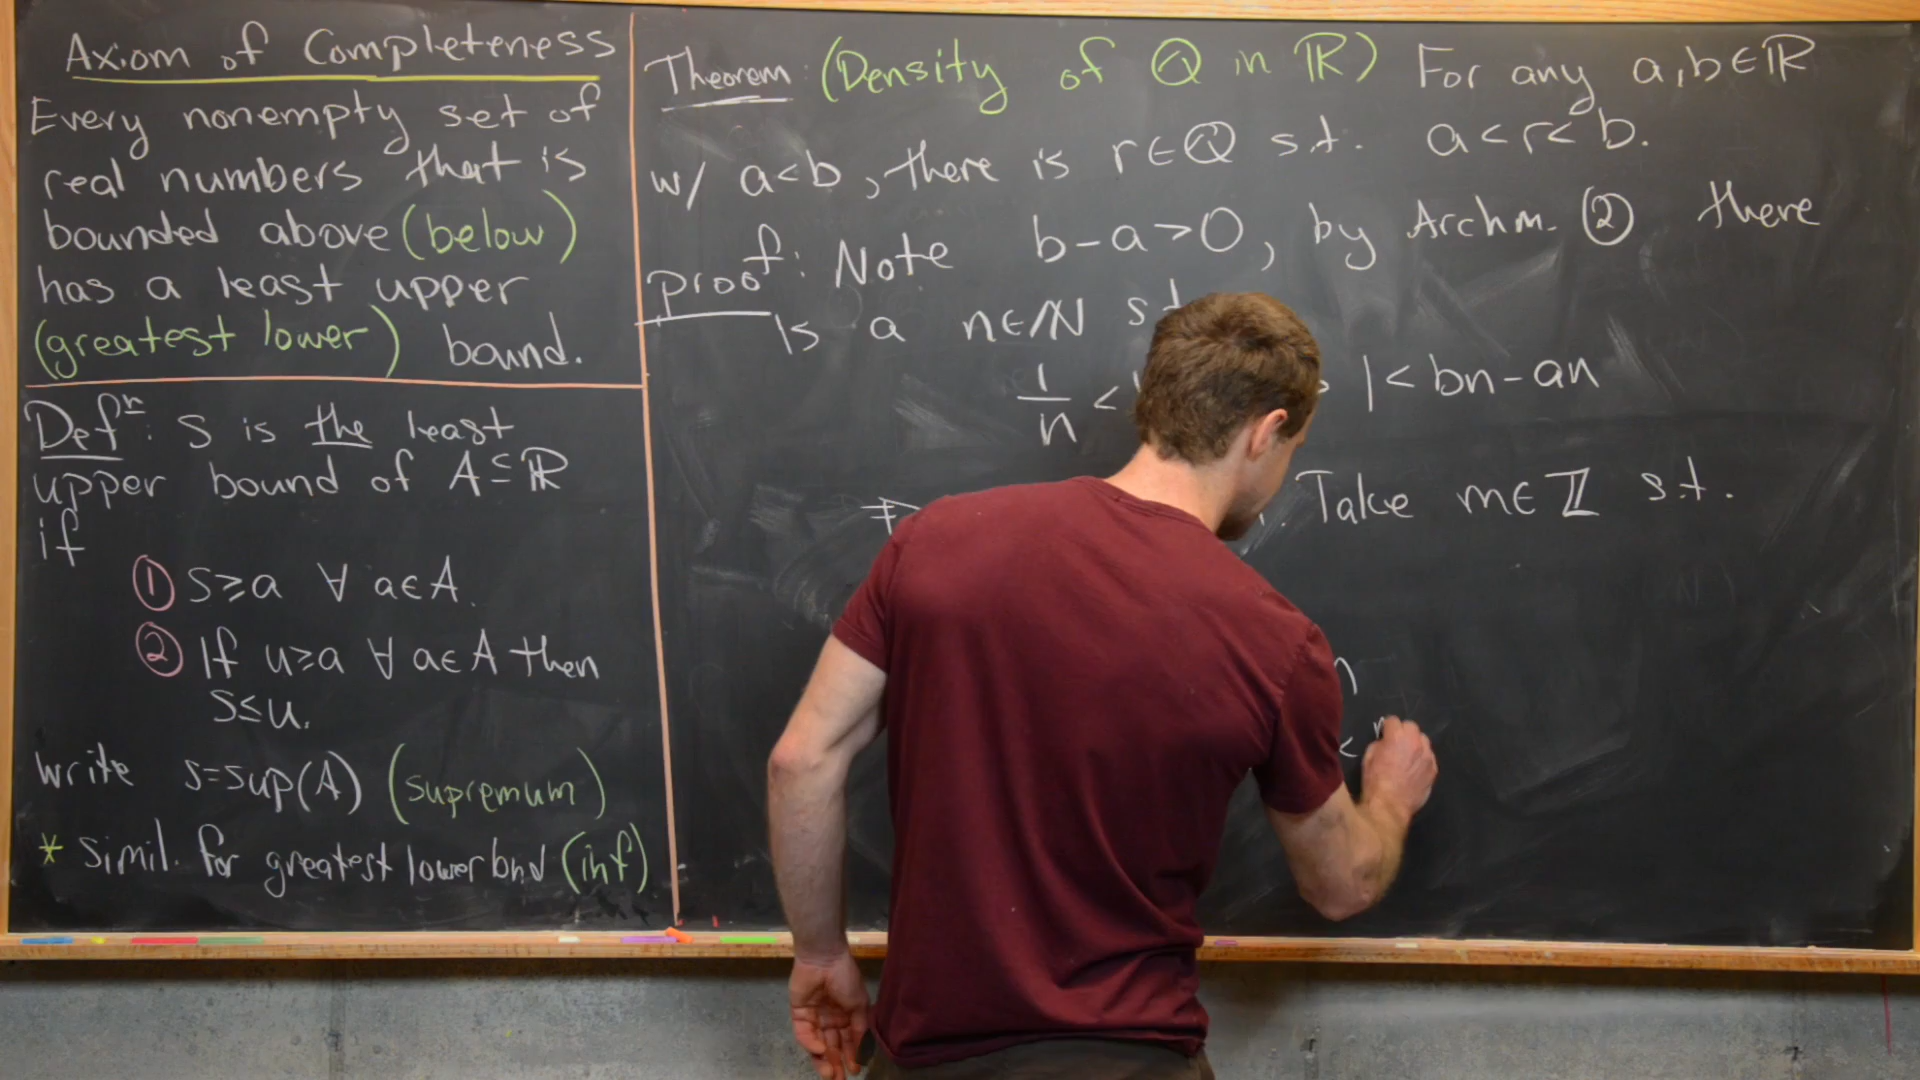 Axiom of Completeness
Every nonempty set of
real numbers that is
bounded above (below)
has a least upper
(greatest lower) bound.
Defⁿ: s is the least
upper bound of A ⊆ ℝ
if
① s ≥ a ∀ a ∈ A.
② If u ≥ a ∀ a ∈ A then
s ≤ u.
Write s = sup(A) (supremum)
* simil. for greatest lower bnd (inf)
Theorem: (Density of ℚ in ℝ) For any a, b ∈ ℝ
w/ a < b, there is r ∈ ℚ s.t. a < r < b.
proof: Note b - a > 0, by Archm. ② there
is a n ∈ ℕ s.t
1/n < 1 < bn - an
Take m ∈ ℤ s.t.
<